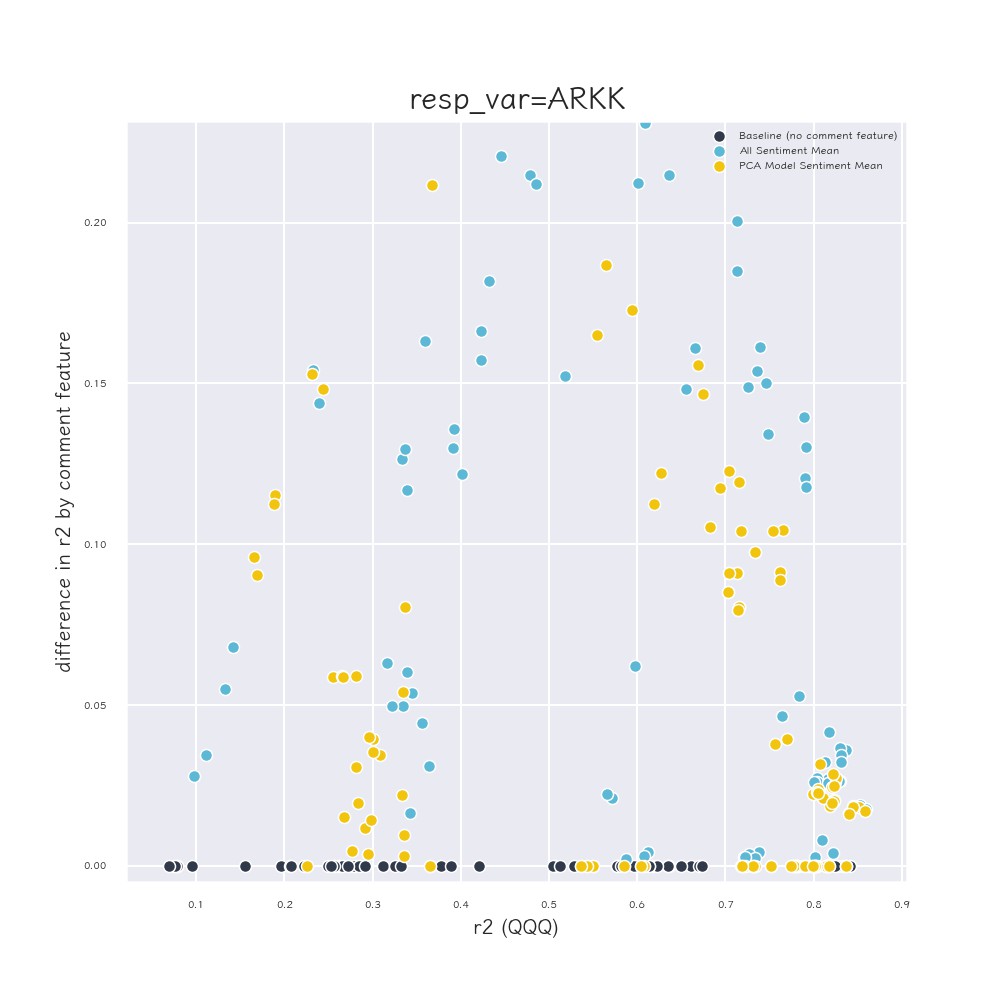 resp_var=ARKK
Baseline (no comment feature)
All Sentiment Mean
PCA Model Sentiment Mean
difference in r2 by comment feature
0.20
0.15
0.10
0.05
0.00
0.1 0.2 0.3 0.4 0.5 0.6 0.7 0.8 0.9
r2 (QQQ)